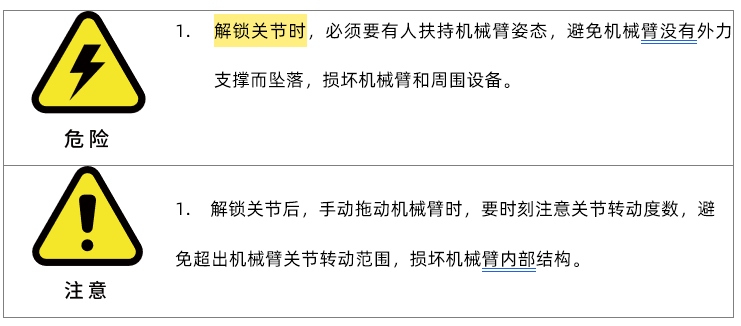 1. 解锁关节时，必须要有人扶持机械臂姿态，避免机械臂没有外力
支撑而坠落，损坏机械臂和周围设备。
危险
1. 解锁关节后，手动拖动机械臂时，要时刻注意关节转动度数，避
免超出机械臂关节转动范围，损坏机械臂内部结构。
注意